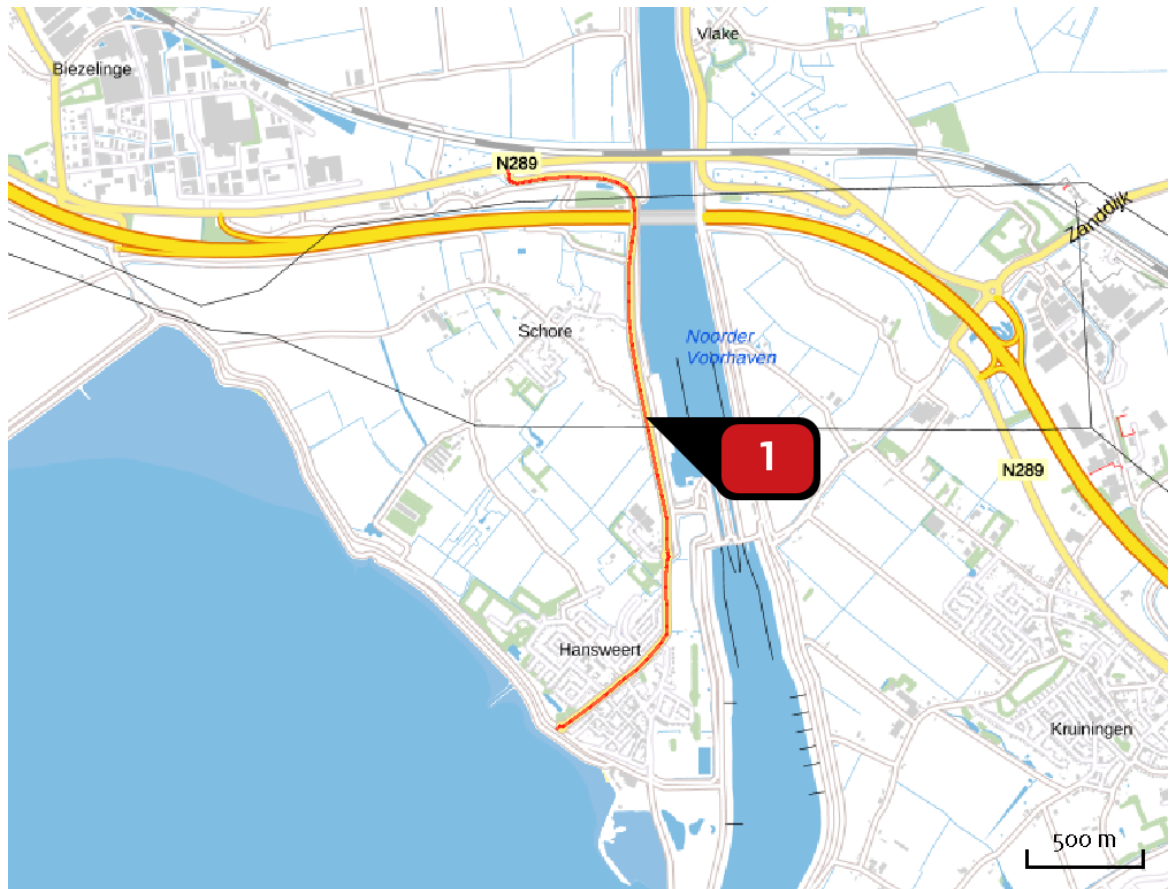 Vlake
Biezelinge
N289
Zanddijk
Schore
Noorder
Voorhaven
1
N289
Hansweert
Kruiningen
500 m